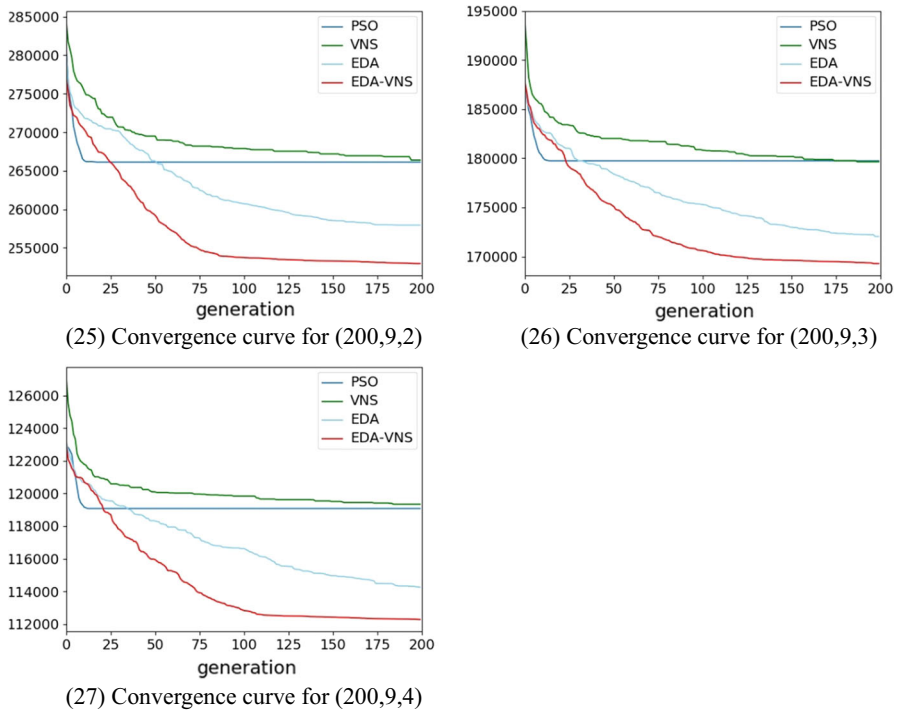 285000
280000
275000
270000
265000
260000
255000
PSO
VNS
EDA
EDA-VNS
0 25 50 75 100 125 150 175 200
generation
(25) Convergence curve for (200,9,2)
195000
190000
185000
180000
175000
170000
PSO
VNS
EDA
EDA-VNS
0 25 50 75 100 125 150 175 200
generation
(26) Convergence curve for (200,9,3)
126000
124000
122000
120000
118000
116000
114000
112000
PSO
VNS
EDA
EDA-VNS
0 25 50 75 100 125 150 175 200
generation
(27) Convergence curve for (200,9,4)